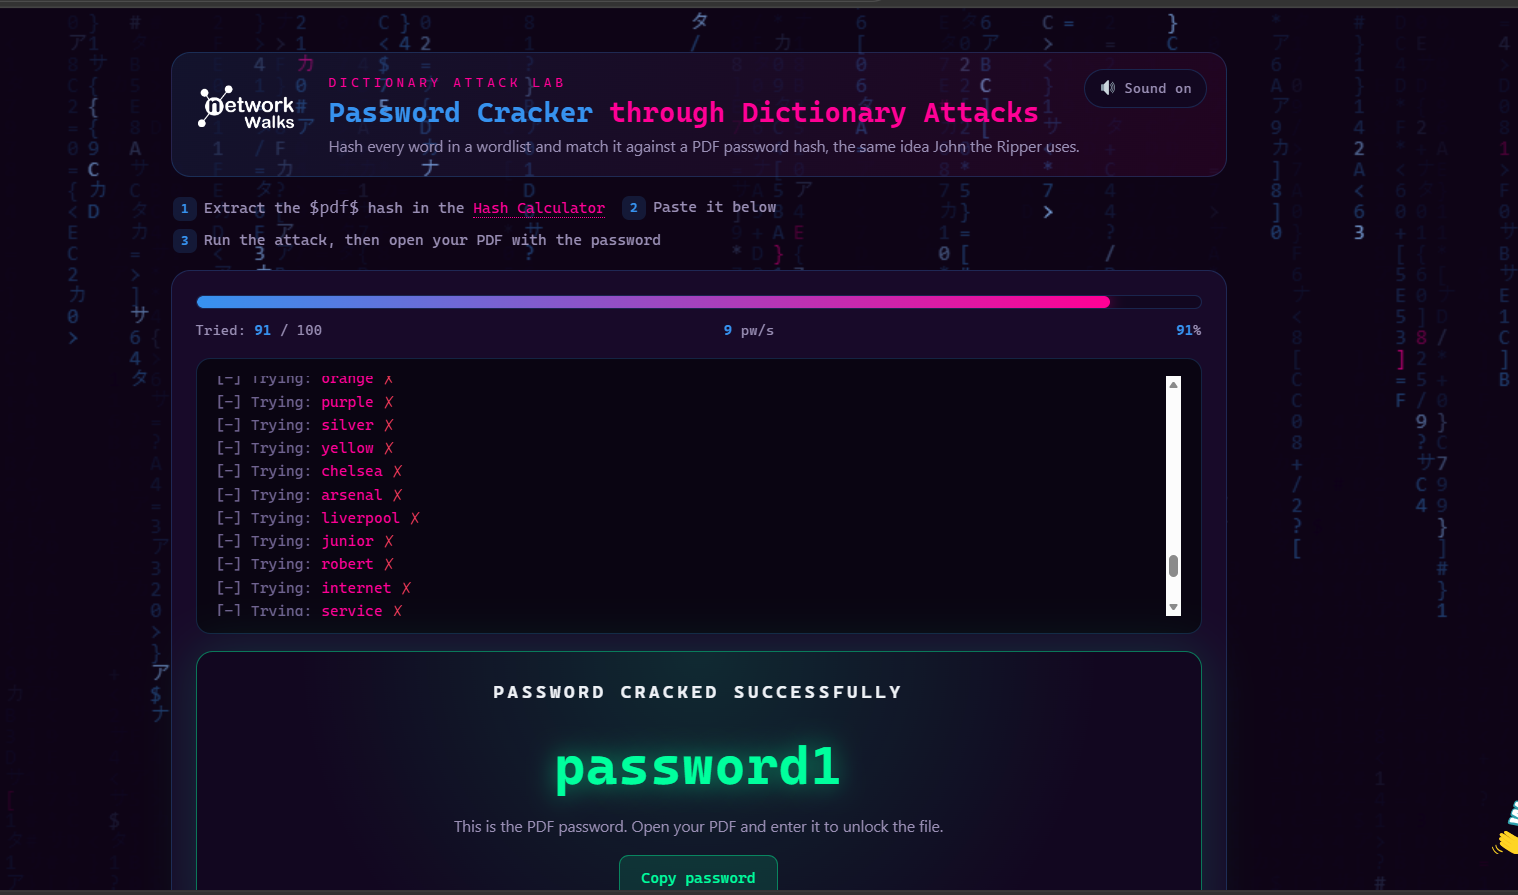 network
walks
DICTIONARY ATTACK LAB
Password Cracker through Dictionary Attacks
Hash every word in a wordlist and match it against a PDF password hash, the same idea John the Ripper uses.
Sound on
1 Extract the $pdf$ hash in the Hash Calculator 2 Paste it below
3 Run the attack, then open your PDF with the password
Tried: 91 / 100 9 pw/s 91%
[-] Trying: orange ✗
[-] Trying: purple ✗
[-] Trying: silver ✗
[-] Trying: yellow ✗
[-] Trying: chelsea ✗
[-] Trying: arsenal ✗
[-] Trying: liverpool ✗
[-] Trying: junior ✗
[-] Trying: robert ✗
[-] Trying: internet ✗
[-] Trying: service ✗
PASSWORD CRACKED SUCCESSFULLY
password1
This is the PDF password. Open your PDF and enter it to unlock the file.
Copy password